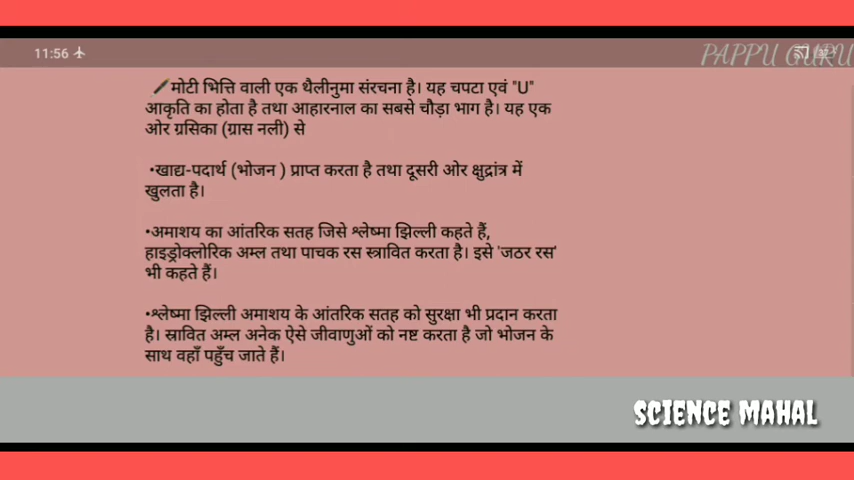 11:56
PAPPU GURU
मोटी भित्ति वाली एक थैलीनुमा संरचना है। यह चपटा एवं "U"
आकृति का होता है तथा आहारनाल का सबसे चौड़ा भाग है। यह एक
ओर ग्रसिका (ग्रास नली) से
•खाद्य-पदार्थ (भोजन ) प्राप्त करता है तथा दूसरी ओर क्षुद्रांत्र में
खुलता है।
•अमाशय का आंतरिक सतह जिसे श्लेष्मा झिल्ली कहते हैं,
हाइड्रोक्लोरिक अम्ल तथा पाचक रस स्त्रावित करता है। इसे 'जठर रस'
भी कहते हैं।
•श्लेष्मा झिल्ली अमाशय के आंतरिक सतह को सुरक्षा भी प्रदान करता
है। स्रावित अम्ल अनेक ऐसे जीवाणुओं को नष्ट करता है जो भोजन के
साथ वहाँ पहुँच जाते हैं।
SCIENCE MAHAL